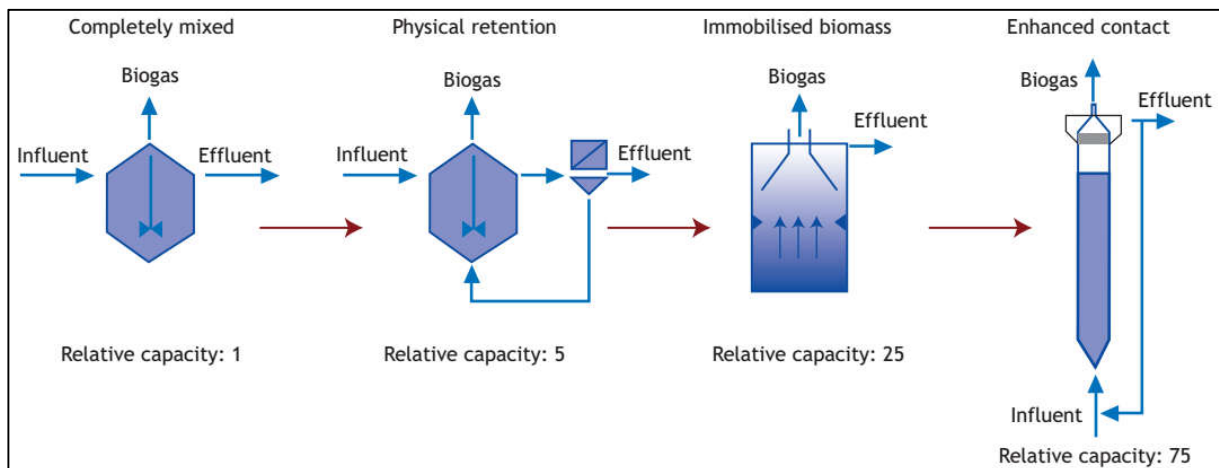 Completely mixed
Physical retention
Immobilised biomass
Enhanced contact
Biogas
Influent
Effluent
Biogas
Influent
Effluent
Biogas
Effluent
Biogas
Effluent
Influent
Relative capacity: 1
Relative capacity: 5
Relative capacity: 25
Relative capacity: 75